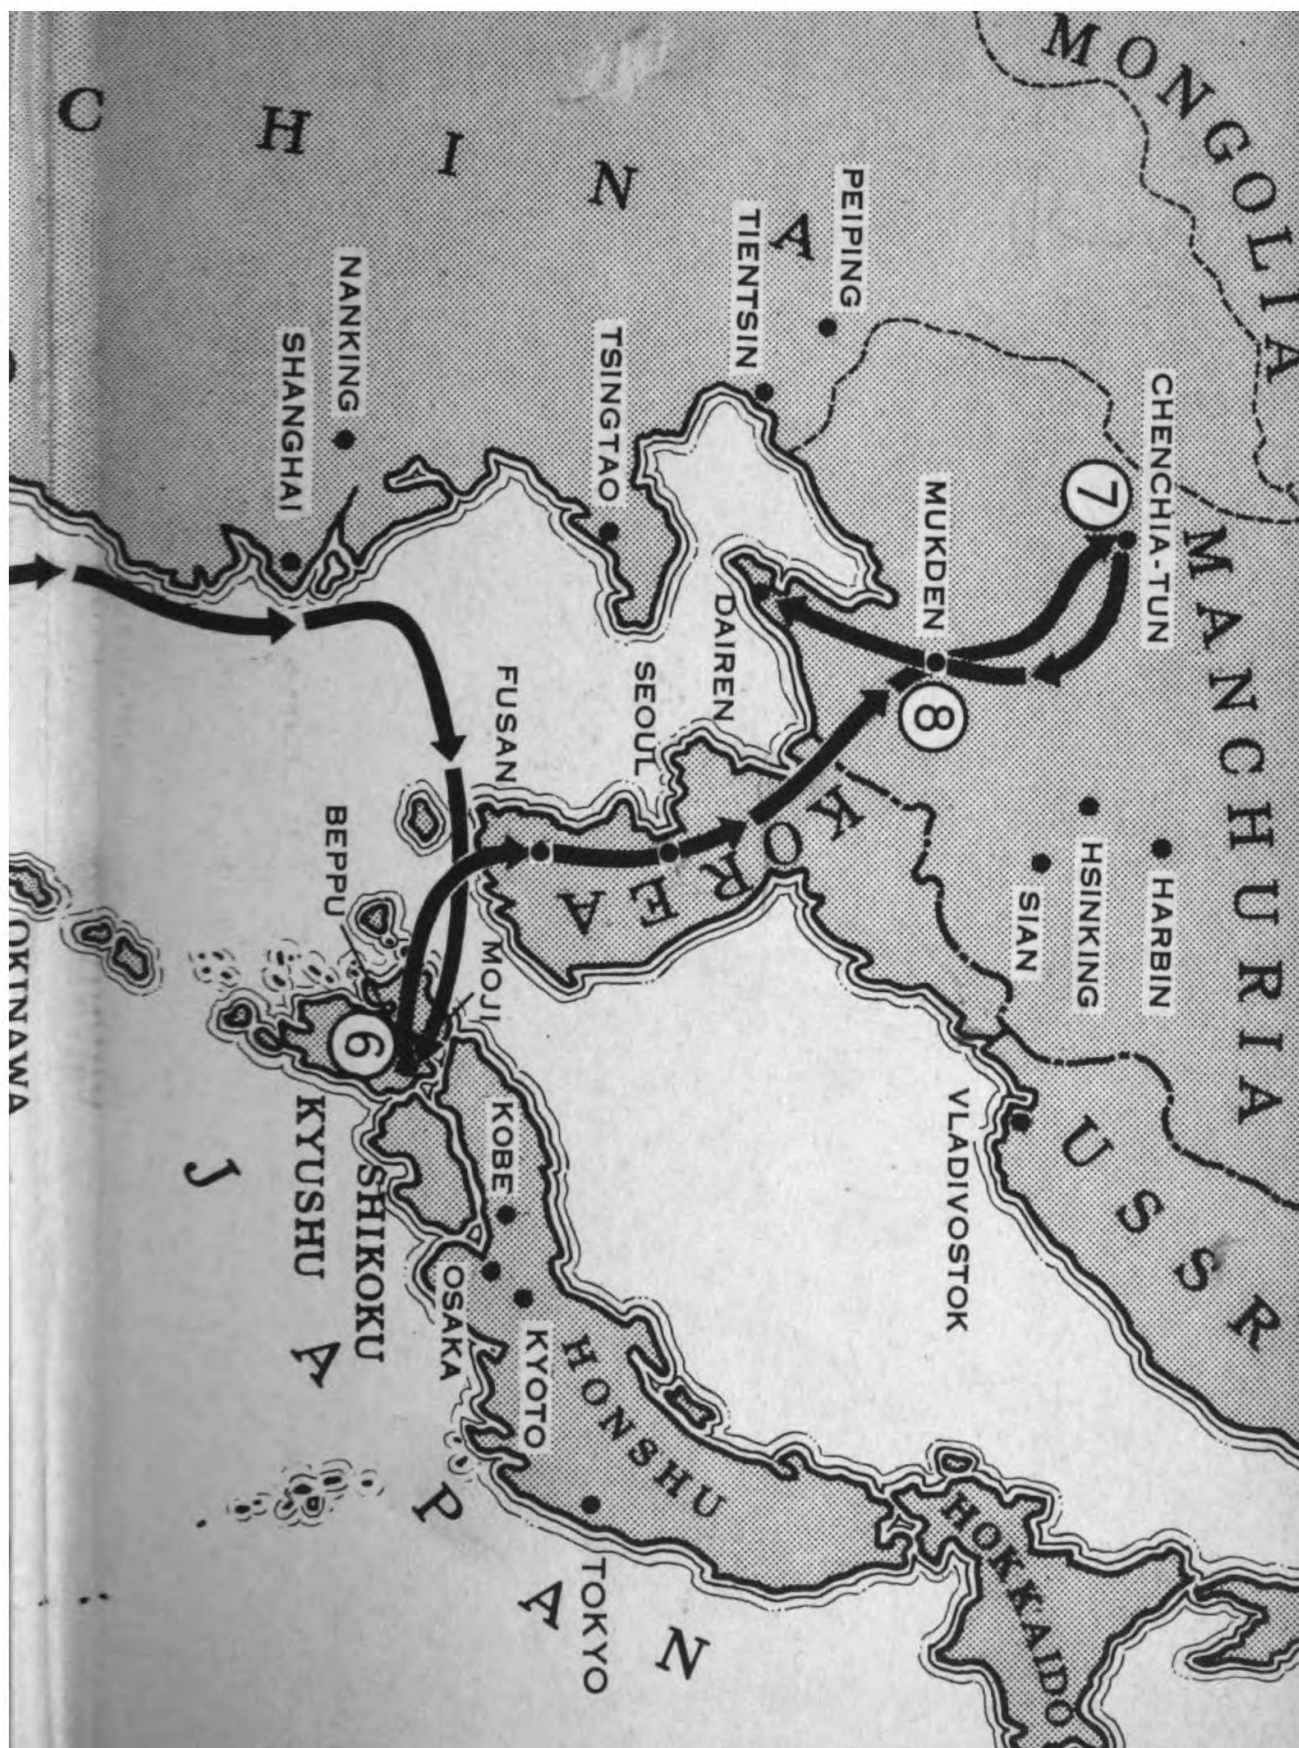 MONGOLIA
MANCHURIA
HARBIN
HSINKING
SIAN
CHENCHIA-TUN
7
USSR
VLADIVOSTOK
HOKKAIDO
MUKDEN
8
PEIPING
TIENTSIN
CHINA
DAIREN
KOREA
SEOUL
FUSAN
TSINGTAO
NANKING
SHANGHAI
MOJI
BEPPU
6
KYUSHU
SHIKOKU
KOBE
OSAKA
KYOTO
HONSHU
TOKYO
JAPAN
OKINAWA